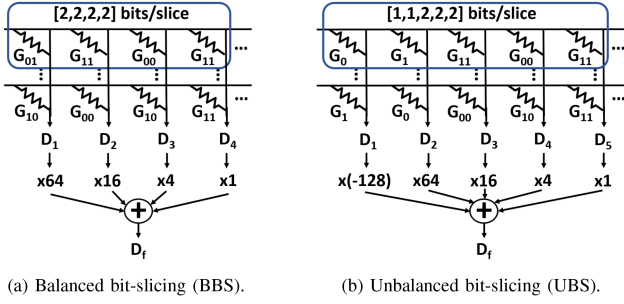 [2,2,2,2] bits/slice
G01 G11 G00 G11 ...
... ... ... ...
G10 G00 G10 G11 ...
D1 D2 D3 D4
x64 x16 x4 x1
+
Df
(a) Balanced bit-slicing (BBS).
[1,1,2,2,2] bits/slice
G0 G1 G11 G00 G11 ...
... ... ... ... ...
G1 G0 G00 G10 G11 ...
D1 D2 D3 D4 D5
x(-128) x64 x16 x4 x1
+
Df
(b) Unbalanced bit-slicing (UBS).